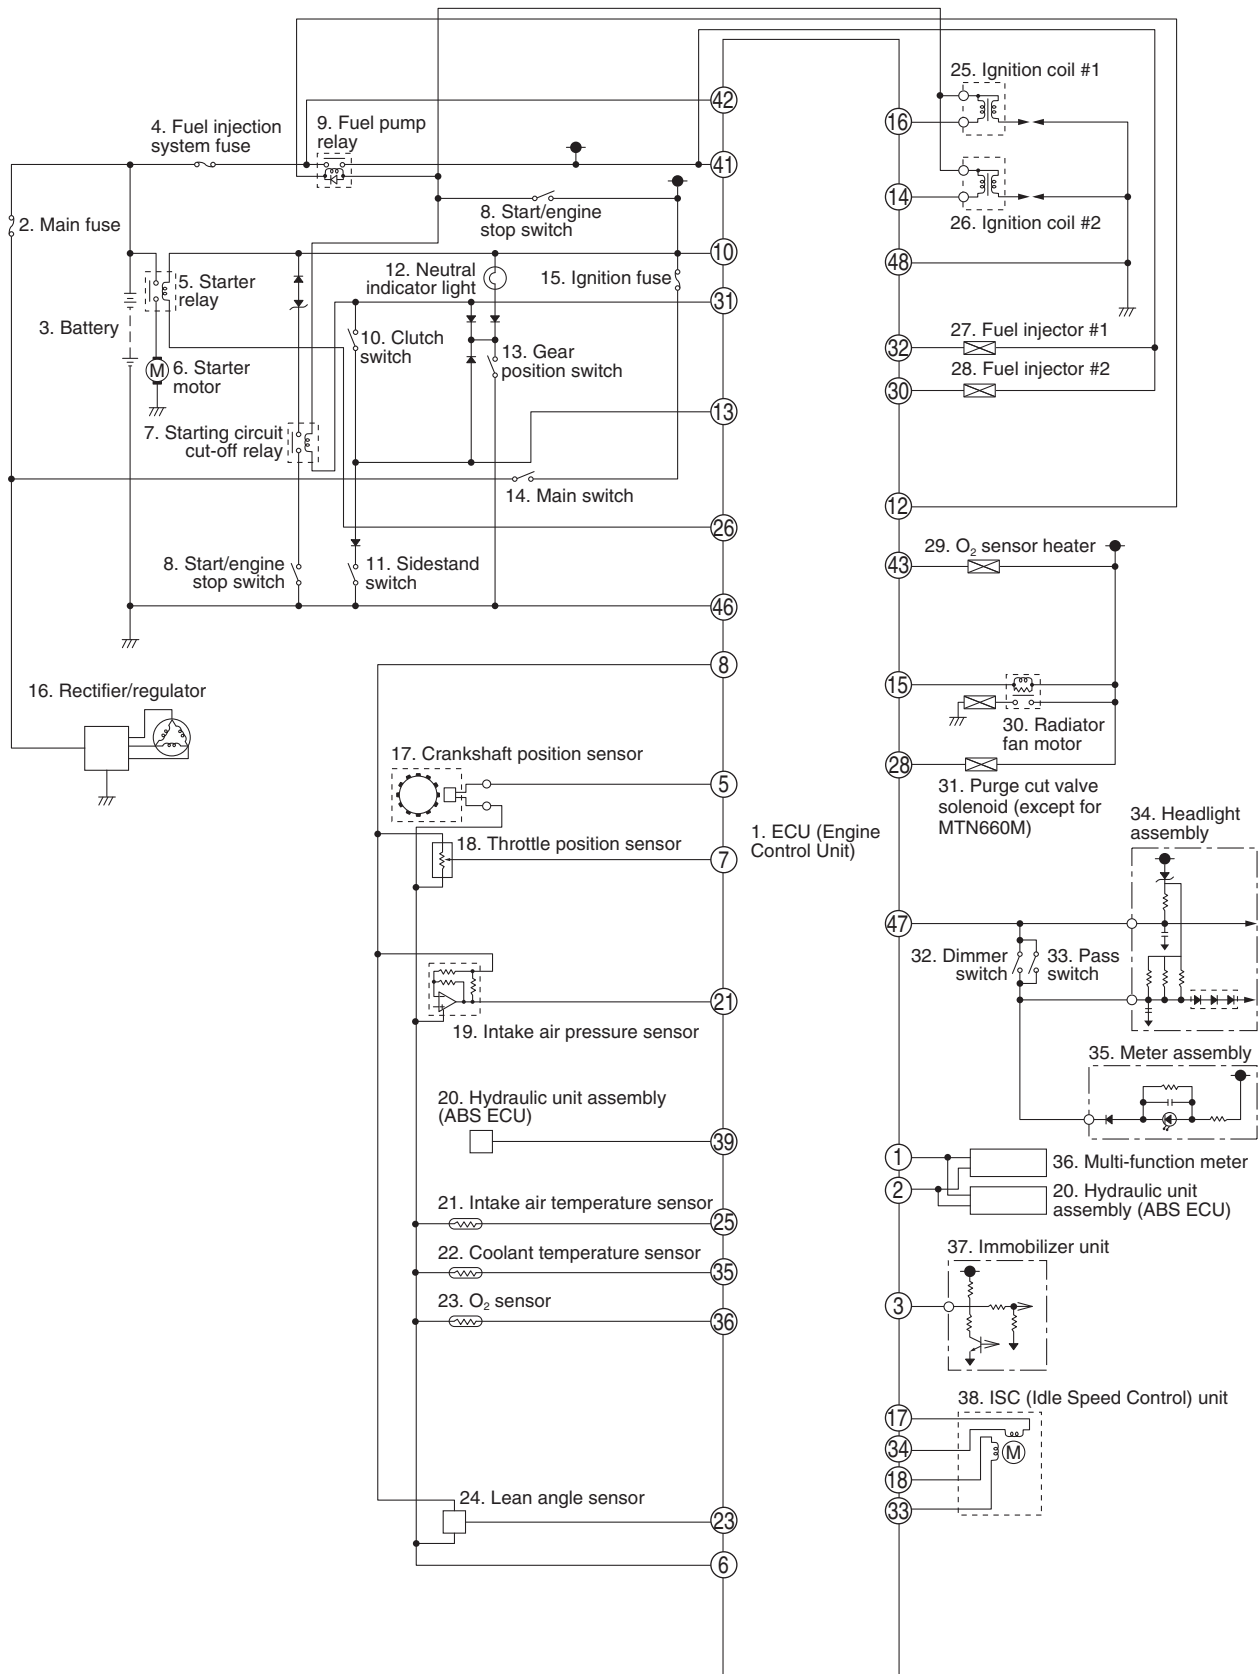 42
25. Ignition coil #1
16
4. Fuel injection
system fuse
9. Fuel pump
relay
41
14
26. Ignition coil #2
2. Main fuse
8. Start/engine
stop switch
10
48
5. Starter
relay
12. Neutral
indicator light
15. Ignition fuse
31
3. Battery
10. Clutch
switch
13. Gear
position switch
27. Fuel injector #1
32
28. Fuel injector #2
30
M
6. Starter
motor
13
7. Starting circuit
cut-off relay
14. Main switch
12
26
8. Start/engine
stop switch
11. Sidestand
switch
29. O₂ sensor heater
43
46
8
15
16. Rectifier/regulator
30. Radiator
fan motor
17. Crankshaft position sensor
28
5
31. Purge cut valve
solenoid (except for
MTN660M)
34. Headlight
assembly
18. Throttle position sensor
7
1. ECU (Engine
Control Unit)
47
32. Dimmer
switch
33. Pass
switch
21
19. Intake air pressure sensor
35. Meter assembly
20. Hydraulic unit assembly
(ABS ECU)
39
1
36. Multi-function meter
2
20. Hydraulic unit
assembly (ABS ECU)
21. Intake air temperature sensor
25
22. Coolant temperature sensor
35
37. Immobilizer unit
3
23. O₂ sensor
36
38. ISC (Idle Speed Control) unit
17
34
M
18
33
24. Lean angle sensor
23
6